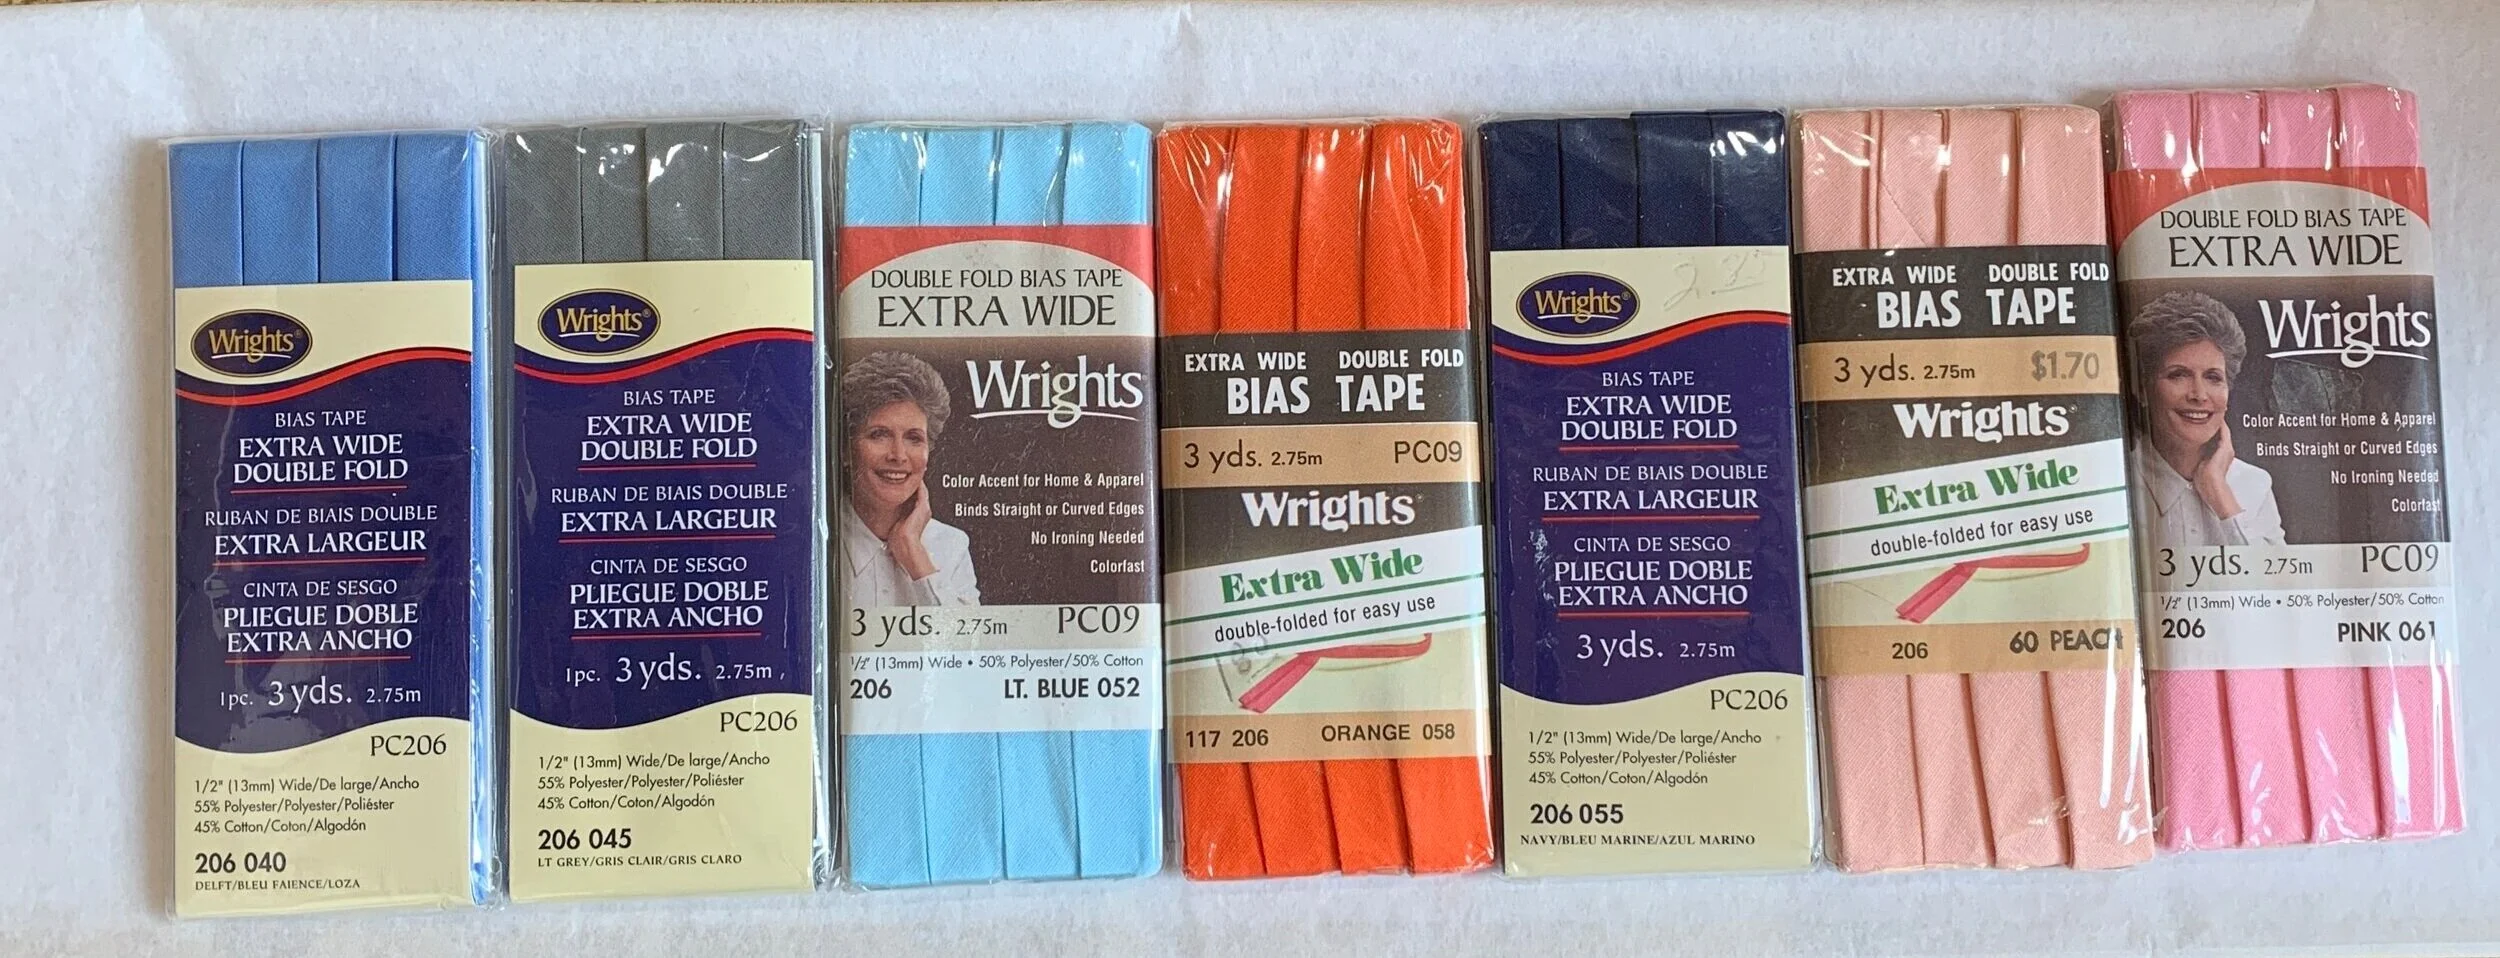 Wrights®
BIAS TAPE
EXTRA WIDE
DOUBLE FOLD
RUBAN DE BIAIS DOUBLE
EXTRA LARGEUR
CINTA DE SESGO
PLIEGUE DOBLE
EXTRA ANCHO
1pc. 3 yds. 2.75m
PC206
1/2" (13mm) Wide/De large/Ancho
55% Polyester/Polyester/Poliéster
45% Cotton/Coton/Algodón
206 040
DELFT/BLEU FAIENCE/LOZA
Wrights®
BIAS TAPE
EXTRA WIDE
DOUBLE FOLD
RUBAN DE BIAIS DOUBLE
EXTRA LARGEUR
CINTA DE SESGO
PLIEGUE DOBLE
EXTRA ANCHO
1pc. 3 yds. 2.75m
PC206
1/2" (13mm) Wide/De large/Ancho
55% Polyester/Polyester/Poliéster
45% Cotton/Coton/Algodón
206 045
LT GREY/GRIS CLAIR/GRIS CLARO
DOUBLE FOLD BIAS TAPE
EXTRA WIDE
Wrights
Color Accent for Home & Apparel
Binds Straight or Curved Edges
No Ironing Needed
Colorfast
3 yds. 2.75m PC09
1/2" (13mm) Wide • 50% Polyester/50% Cotton
206 LT. BLUE 052
EXTRA WIDE DOUBLE FOLD
BIAS TAPE
3 yds. 2.75m PC09
Wrights®
Extra Wide
double-folded for easy use
117 206 ORANGE 058
Wrights®
BIAS TAPE
EXTRA WIDE
DOUBLE FOLD
RUBAN DE BIAIS DOUBLE
EXTRA LARGEUR
CINTA DE SESGO
PLIEGUE DOBLE
EXTRA ANCHO
3 yds. 2.75m
PC206
1/2" (13mm) Wide/De large/Ancho
55% Polyester/Polyester/Poliéster
45% Cotton/Coton/Algodón
206 055
NAVY/BLEU MARINE/AZUL MARINO
EXTRA WIDE DOUBLE FOLD
BIAS TAPE
3 yds. 2.75m $1.70
Wrights®
Extra Wide
double-folded for easy use
206 60 PEACH
DOUBLE FOLD BIAS TAPE
EXTRA WIDE
Wrights
Color Accent for Home & Apparel
Binds Straight or Curved Edges
No Ironing Needed
Colorfast
3 yds. 2.75m PC09
1/2" (13mm) Wide • 50% Polyester/50% Cotton
206 PINK 061